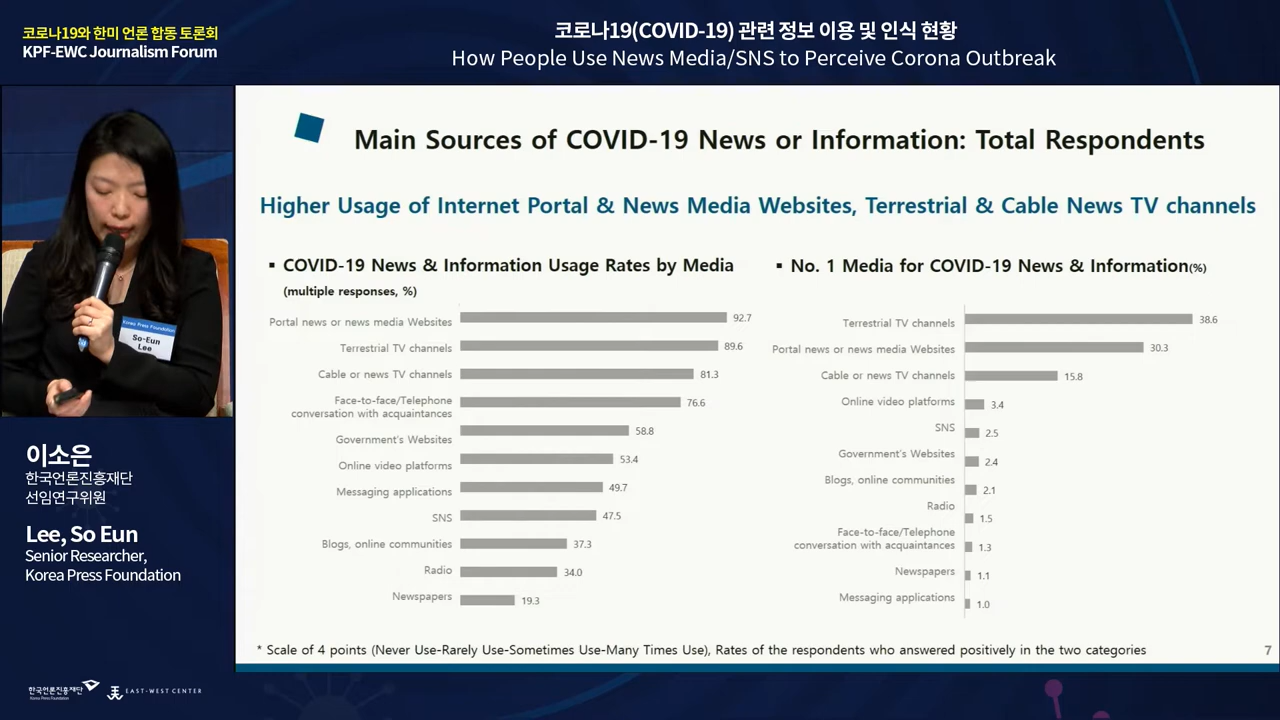 코로나19와 한미 언론 합동 토론회
KPF-EWC Journalism Forum
코로나19(COVID-19) 관련 정보 이용 및 인식 현황
How People Use News Media/SNS to Perceive Corona Outbreak
Main Sources of COVID-19 News or Information: Total Respondents
Higher Usage of Internet Portal & News Media Websites, Terrestrial & Cable News TV channels
▪ COVID-19 News & Information Usage Rates by Media
(multiple responses, %)
Portal news or news media Websites 92.7
Terrestrial TV channels 89.6
Cable or news TV channels 81.3
Face-to-face/Telephone
conversation with acquaintances 76.6
Government's Websites 58.8
Online video platforms 53.4
Messaging applications 49.7
SNS 47.5
Blogs, online communities 37.3
Radio 34.0
Newspapers 19.3
▪ No. 1 Media for COVID-19 News & Information(%)
Terrestrial TV channels 38.6
Portal news or news media Websites 30.3
Cable or news TV channels 15.8
Online video platforms 3.4
SNS 2.5
Government's Websites 2.4
Blogs, online communities 2.1
Radio 1.5
Face-to-face/Telephone
conversation with acquaintances 1.3
Newspapers 1.1
Messaging applications 1.0
* Scale of 4 points (Never Use-Rarely Use-Sometimes Use-Many Times Use), Rates of the respondents who answered positively in the two categories
7
Korea Press Foundation
So-Eun
Lee
이소은
한국언론진흥재단
선임연구위원
Lee, So Eun
Senior Researcher,
Korea Press Foundation
한국언론진흥재단
Korea Press Foundation
EAST-WEST CENTER